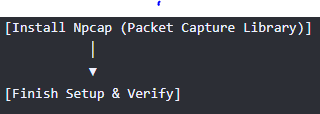 [Install Npcap (Packet Capture Library)]
│
▼
[Finish Setup & Verify]